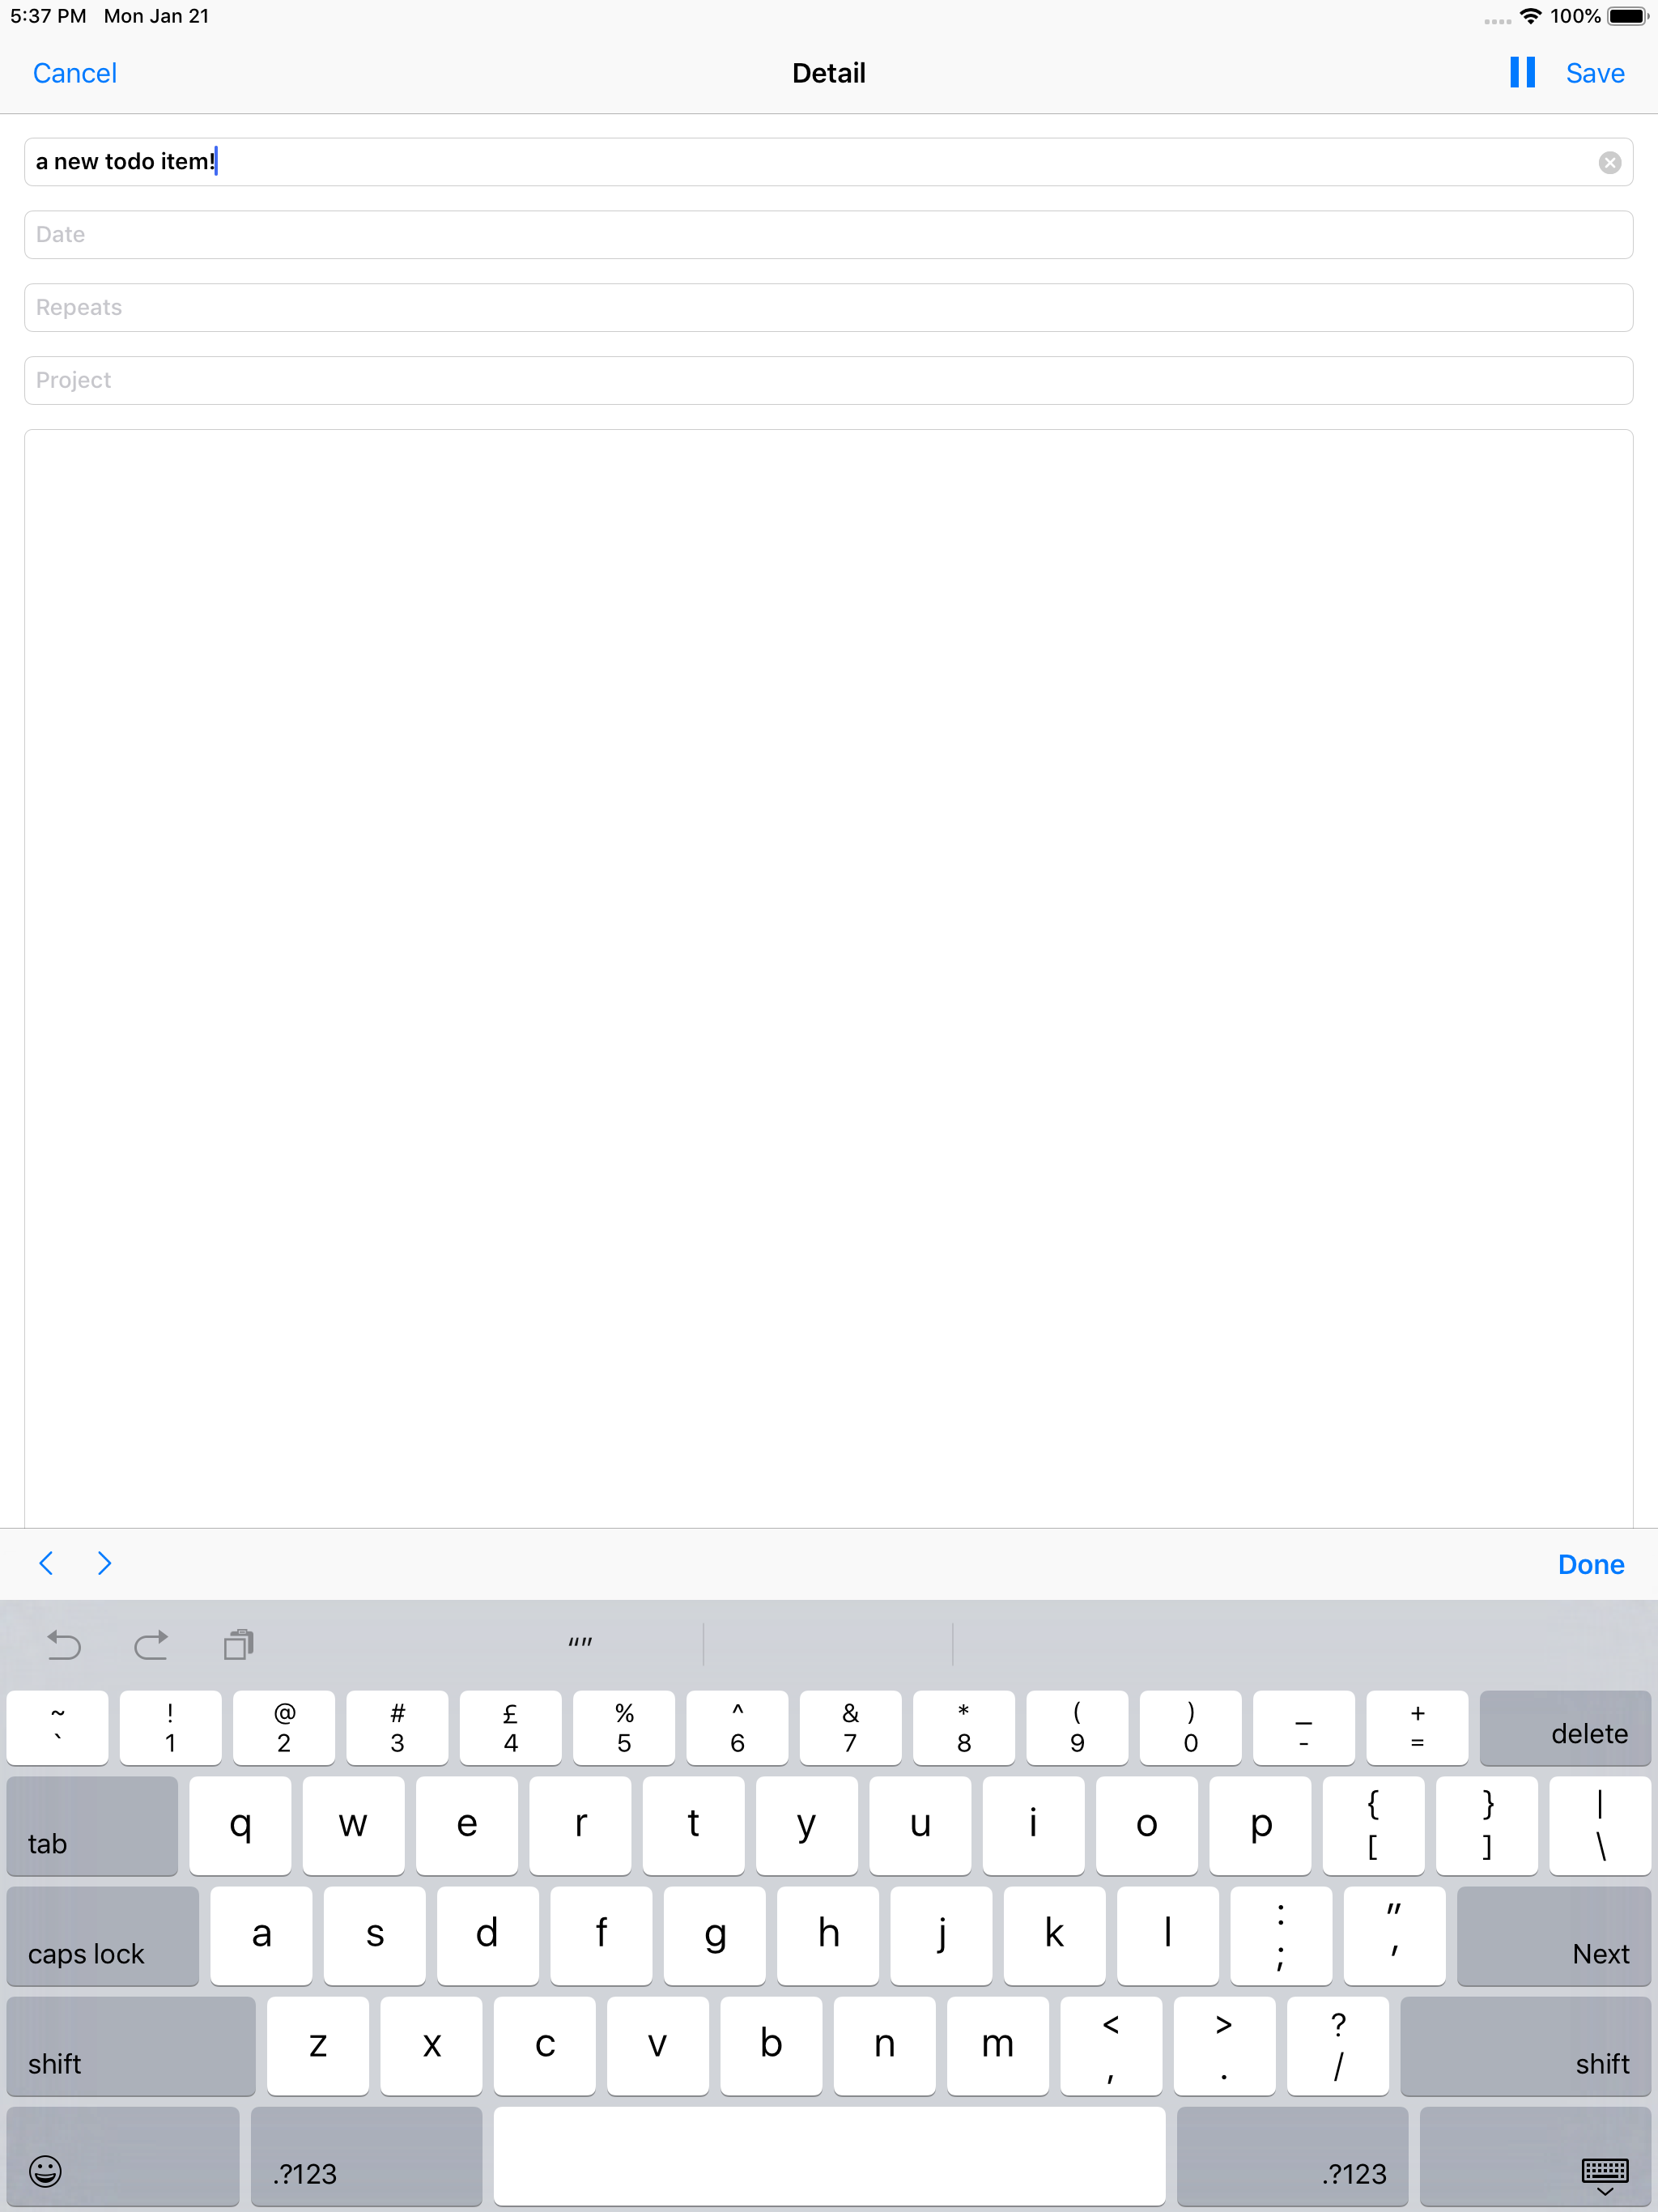 5:37 PM Mon Jan 21 100%
Cancel Detail Save
a new todo item!
Date
Repeats
Project
Done
“”
~ ! @ # £ % ^ & * ( ) _ +
` 1 2 3 4 5 6 7 8 9 0 - = delete
tab q w e r t y u i o p { [ } ] | \
caps lock a s d f g h j k l : ; " ' Next
shift z x c v b n m < , > . ? / shift
.?123 .?123